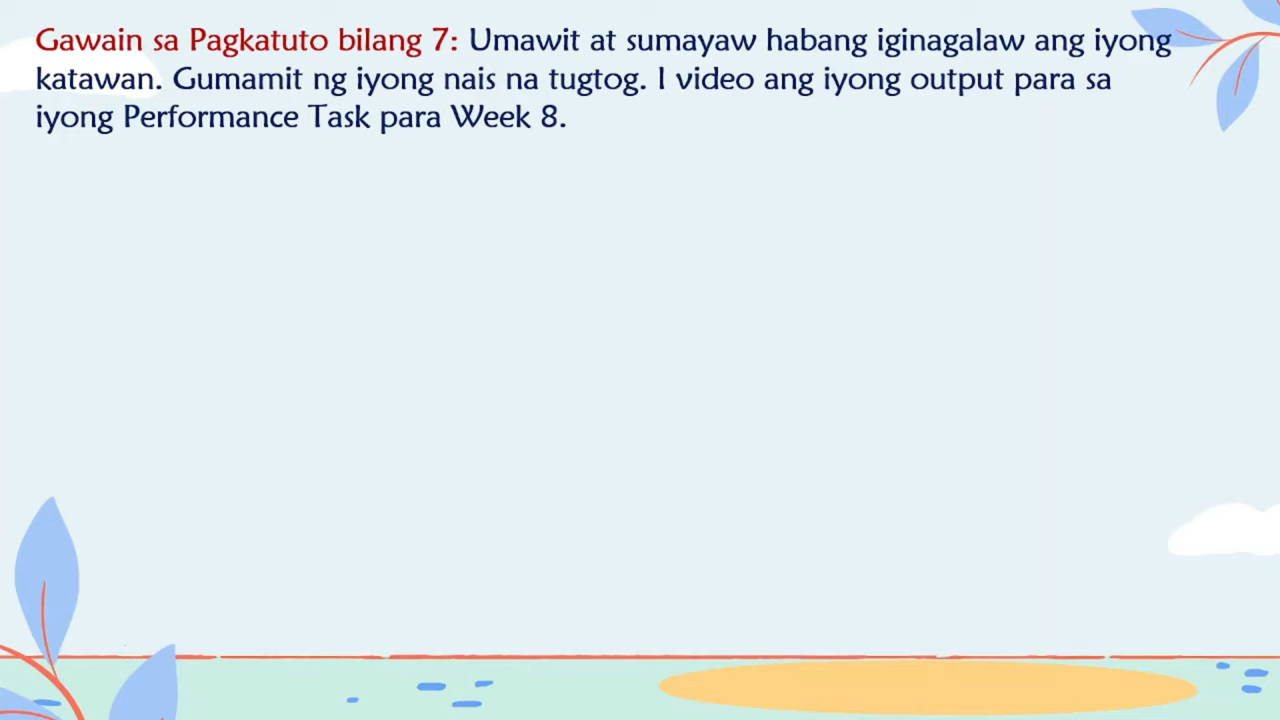 Gawain sa Pagkatuto bilang 7: Umawit at sumayaw habang iginagalaw ang iyong
katawan. Gumamit ng iyong nais na tugtog. I video ang iyong output para sa
iyong Performance Task para Week 8.